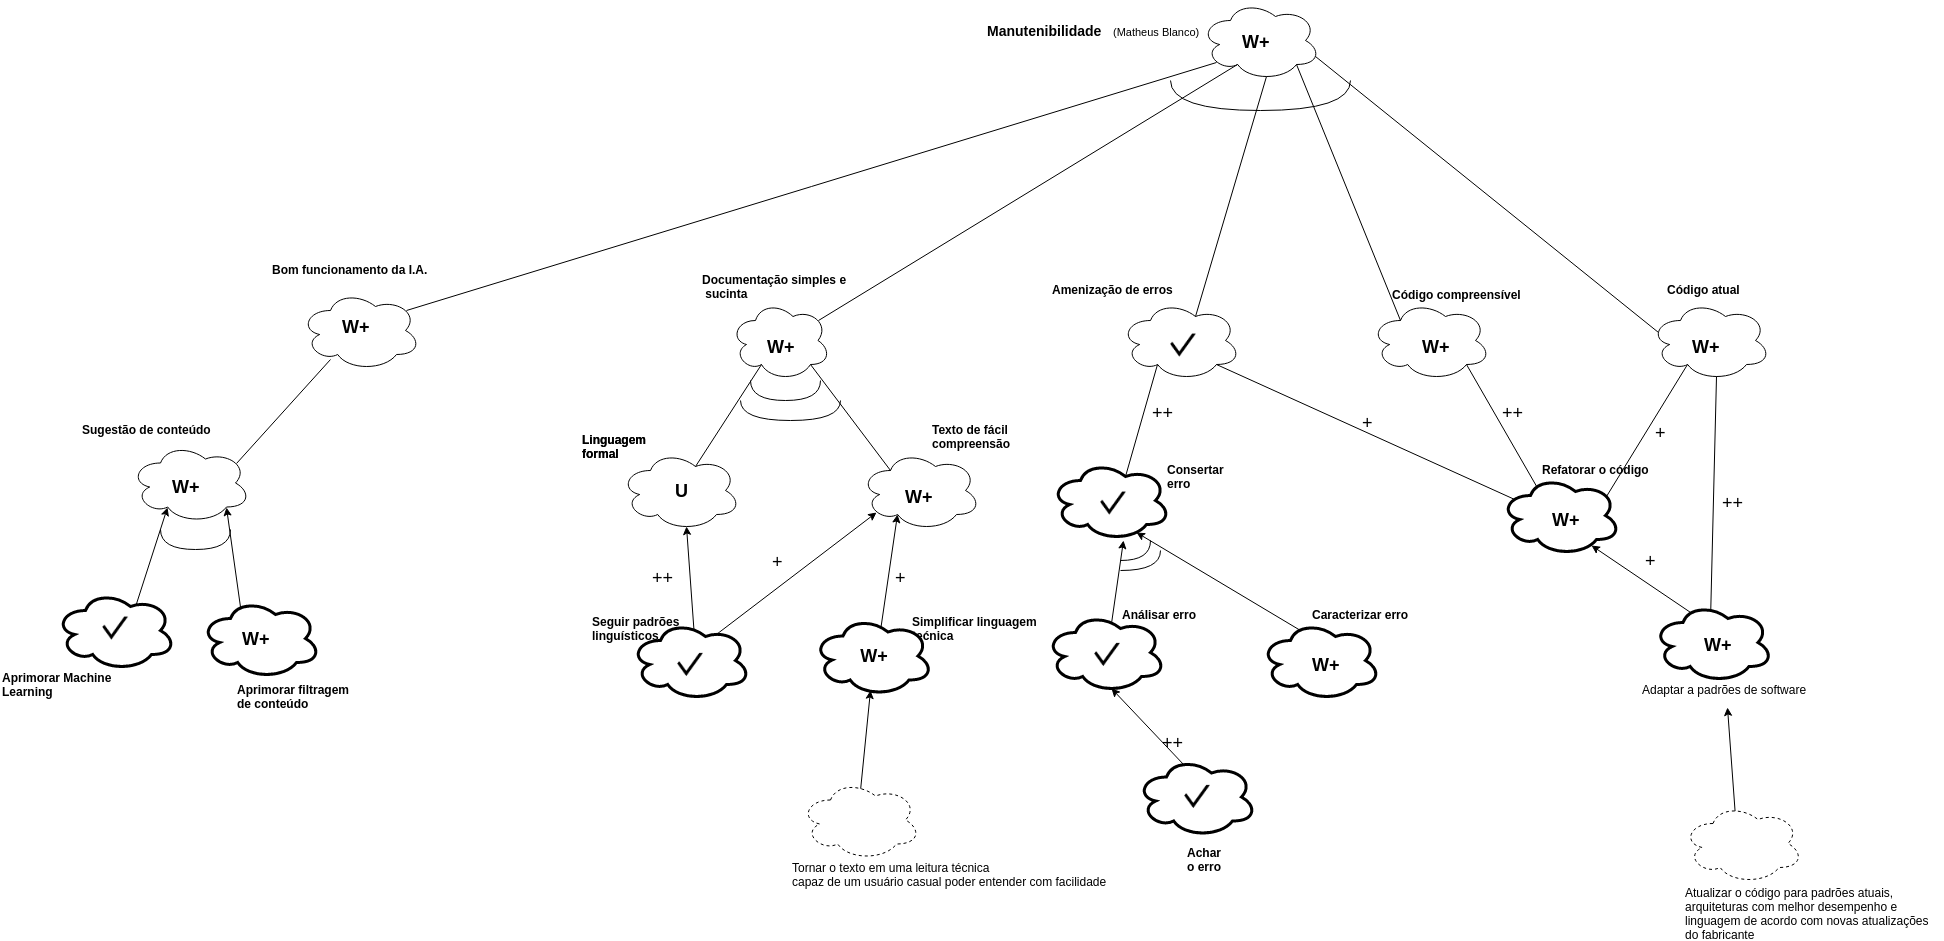 Manutenibilidade (Matheus Blanco)
W+
Bom funcionamento da I.A.
W+
Documentação simples e
sucinta
W+
Amenização de erros
Código compreensível
W+
Código atual
W+
++
+
++
+
Sugestão de conteúdo
W+
Linguagem
formal
U
Texto de fácil
compreensão
W+
Consertar
erro
Refatorar o código
W+
++
++
+
+
+
Aprimorar Machine
Learning
W+
Aprimorar filtragem
de conteúdo
Seguir padrões
linguísticos
Simplificar linguagem
técnica
W+
Análisar erro
Caracterizar erro
W+
W+
Adaptar a padrões de software
++
Achar
o erro
Tornar o texto em uma leitura técnica
capaz de um usuário casual poder entender com facilidade
Atualizar o código para padrões atuais,
arquiteturas com melhor desempenho e
linguagem de acordo com novas atualizações
do fabricante